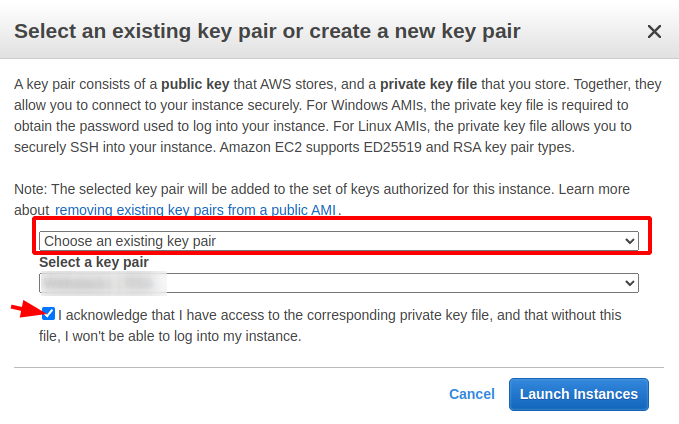 Select an existing key pair or create a new key pair
A key pair consists of a public key that AWS stores, and a private key file that you store. Together, they
allow you to connect to your instance securely. For Windows AMIs, the private key file is required to
obtain the password used to log into your instance. For Linux AMIs, the private key file allows you to
securely SSH into your instance. Amazon EC2 supports ED25519 and RSA key pair types.
Note: The selected key pair will be added to the set of keys authorized for this instance. Learn more
about removing existing key pairs from a public AMI.
Choose an existing key pair
Select a key pair
I acknowledge that I have access to the corresponding private key file, and that without this
file, I won't be able to log into my instance.
Cancel Launch Instances